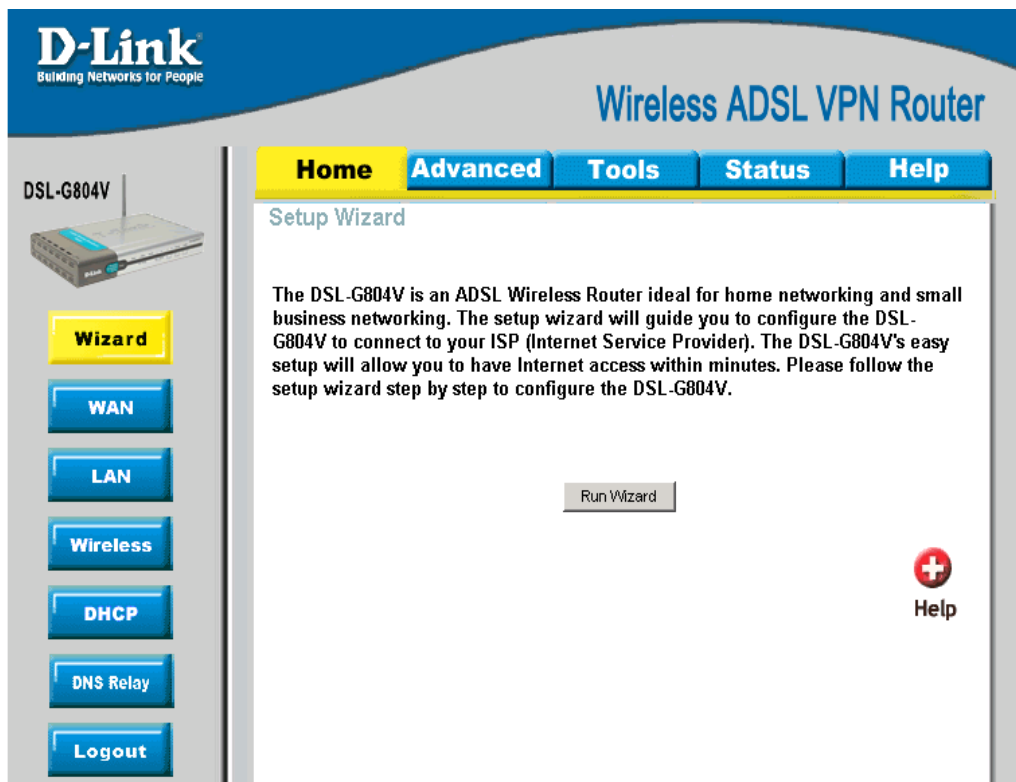 D-Link
Building Networks for People
Wireless ADSL VPN Router
DSL-G804V
Home
Advanced
Tools
Status
Help
Setup Wizard
The DSL-G804V is an ADSL Wireless Router ideal for home networking and small
business networking. The setup wizard will guide you to configure the DSL-
G804V to connect to your ISP (Internet Service Provider). The DSL-G804V's easy
setup will allow you to have Internet access within minutes. Please follow the
setup wizard step by step to configure the DSL-G804V.
Run Wizard
Help
Wizard
WAN
LAN
Wireless
DHCP
DNS Relay
Logout